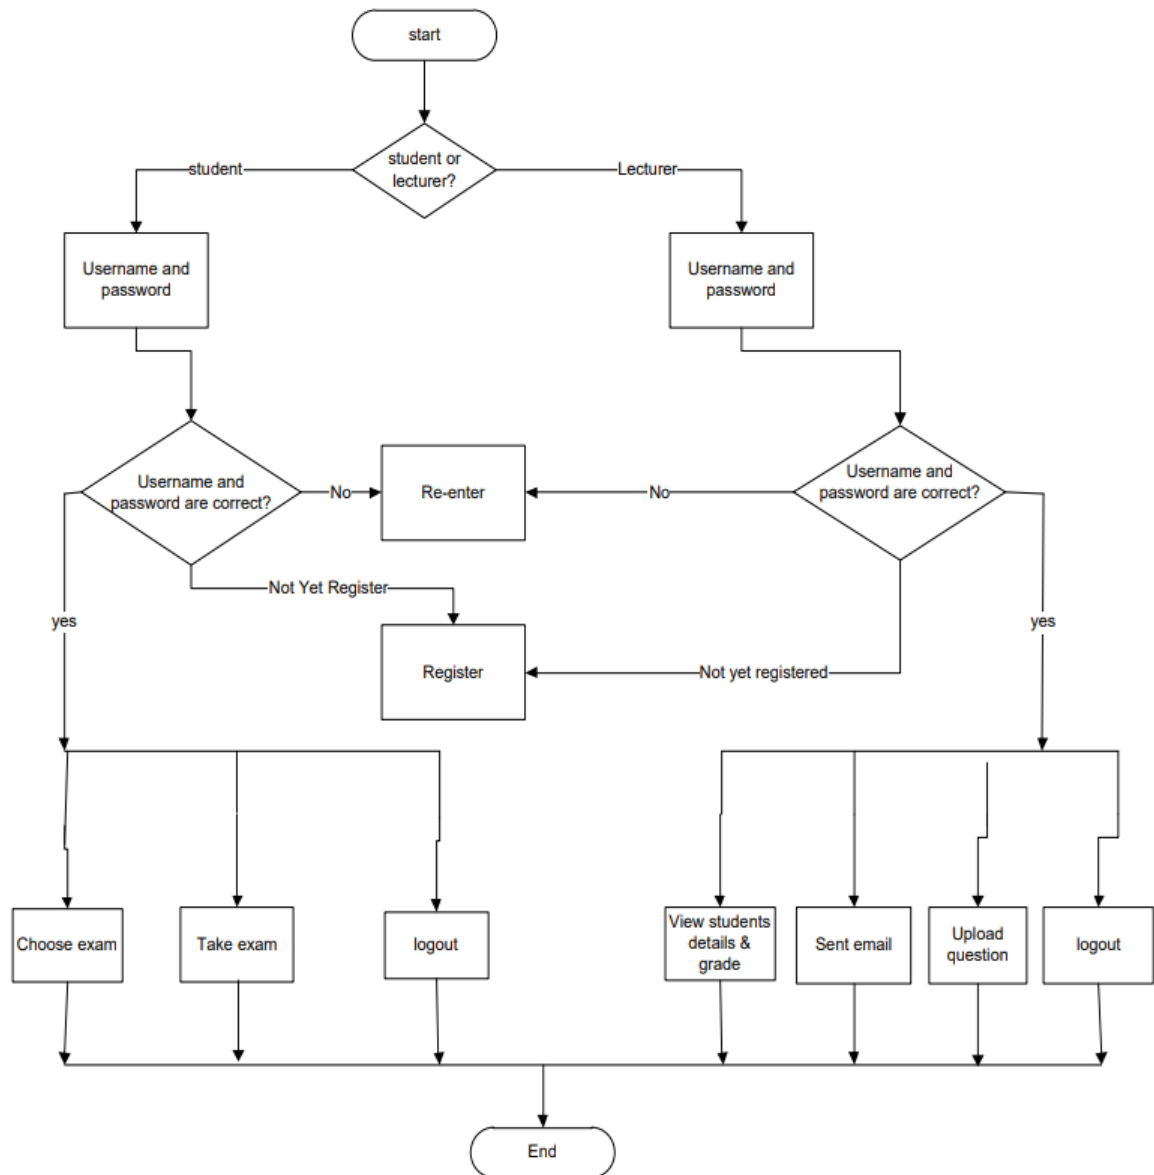 start
student or
lecturer?
student
Lecturer
Username and
password
Username and
password
Username and
password are correct?
No
Re-enter
No
Username and
password are correct?
Not Yet Register
yes
yes
Register
Not yet registered
Choose exam
Take exam
logout
View students
details &
grade
Sent email
Upload
question
logout
End